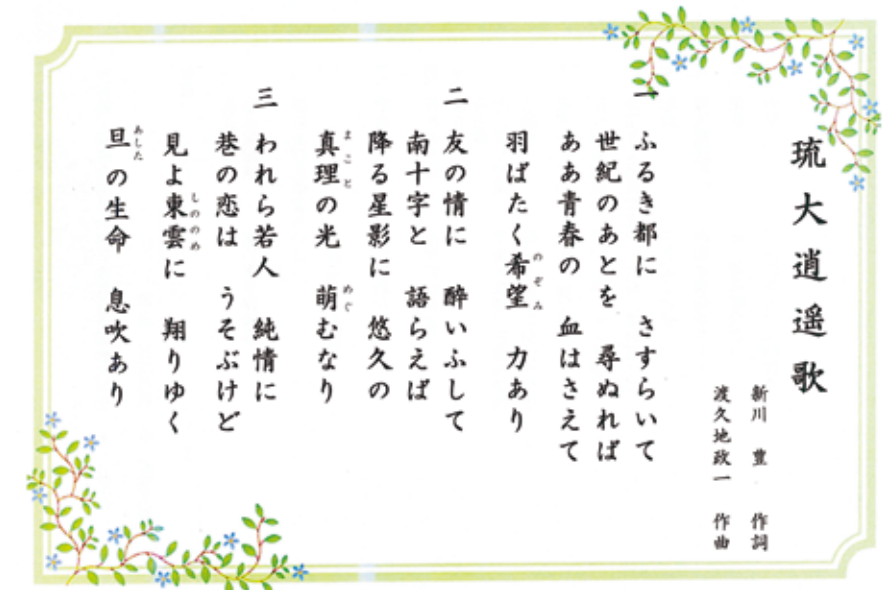 琉大逍遥歌
新川 豊 作詞
渡久地政一 作曲
一 ふるき都に さすらいて
世紀のあとを 尋ぬれば
ああ青春の 血はさえて
羽ばたく希望 力あり
のぞみ
二 友の情に 酔いふして
南十字と 語らえば
降る星影に 悠久の
真理の光 萌むなり
まこと めぐ
三 われら若人 純情に
巷の恋は うそぶけど
見よ東雲に 翔りゆく
しののめ
旦の生命 息吹あり
あした